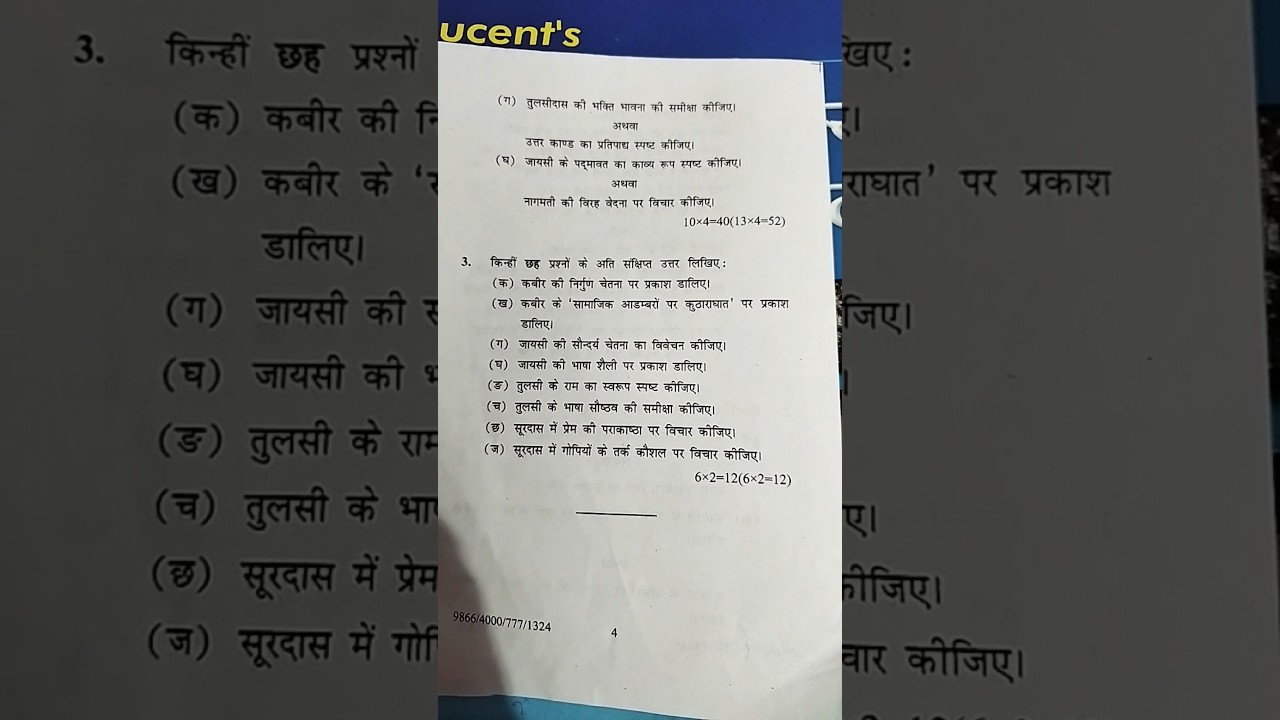 ucent's
(ग) तुलसीदास की भक्ति भावना की समीक्षा कीजिए।
अथवा
उत्तर काण्ड का प्रतिपाद्य स्पष्ट कीजिए।
(घ) जायसी के पद्‌मावत का काव्य रूप स्पष्ट कीजिए।
अथवा
नागमती की विरह वेदना पर विचार कीजिए।
10×4=40(13×4=52)
3. किन्हीं छह प्रश्नों के अति संक्षिप्त उत्तर लिखिए :
(क) कबीर की निर्गुण चेतना पर प्रकाश डालिए।
(ख) कबीर के 'सामाजिक आडम्बरों पर कुठाराघात' पर प्रकाश
डालिए।
(ग) जायसी की सौन्दर्य चेतना का विवेचन कीजिए।
(घ) जायसी की भाषा शैली पर प्रकाश डालिए।
(ङ) तुलसी के राम का स्वरूप स्पष्ट कीजिए।
(च) तुलसी के भाषा सौष्ठव की समीक्षा कीजिए।
(छ) सूरदास में प्रेम की पराकाष्ठा पर विचार कीजिए।
(ज) सूरदास में गोपियों के तर्क कौशल पर विचार कीजिए।
6×2=12(6×2=12)
9866/4000/777/1324
4